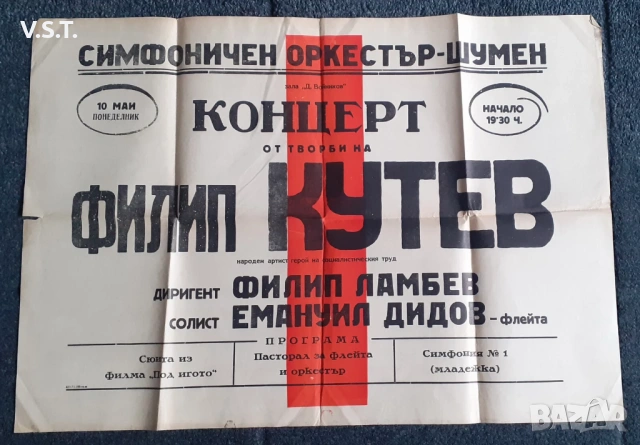 V.S.T.
СИМФОНИЧЕН ОРКЕСТЪР-ШУМЕН
зала „Д. Войников"
10 МАИ
ПОНЕДЕЛНИК
КОНЦЕРТ
НАЧАЛО
19'30 Ч.
ОТ ТВОРБИ НА
ФИЛИП КУТЕВ
народен артист герой на социалистическия труд
ДИРИГЕНТ ФИЛИП ЛАМБЕВ
СОЛИСТ ЕМАНУИЛ ДИДОВ - флейта
ПРОГРАМА
Сюита из
филма „Под игото"
Пасторал за флейта
и оркестър
Симфония № 1
(младежка)
BAZAR